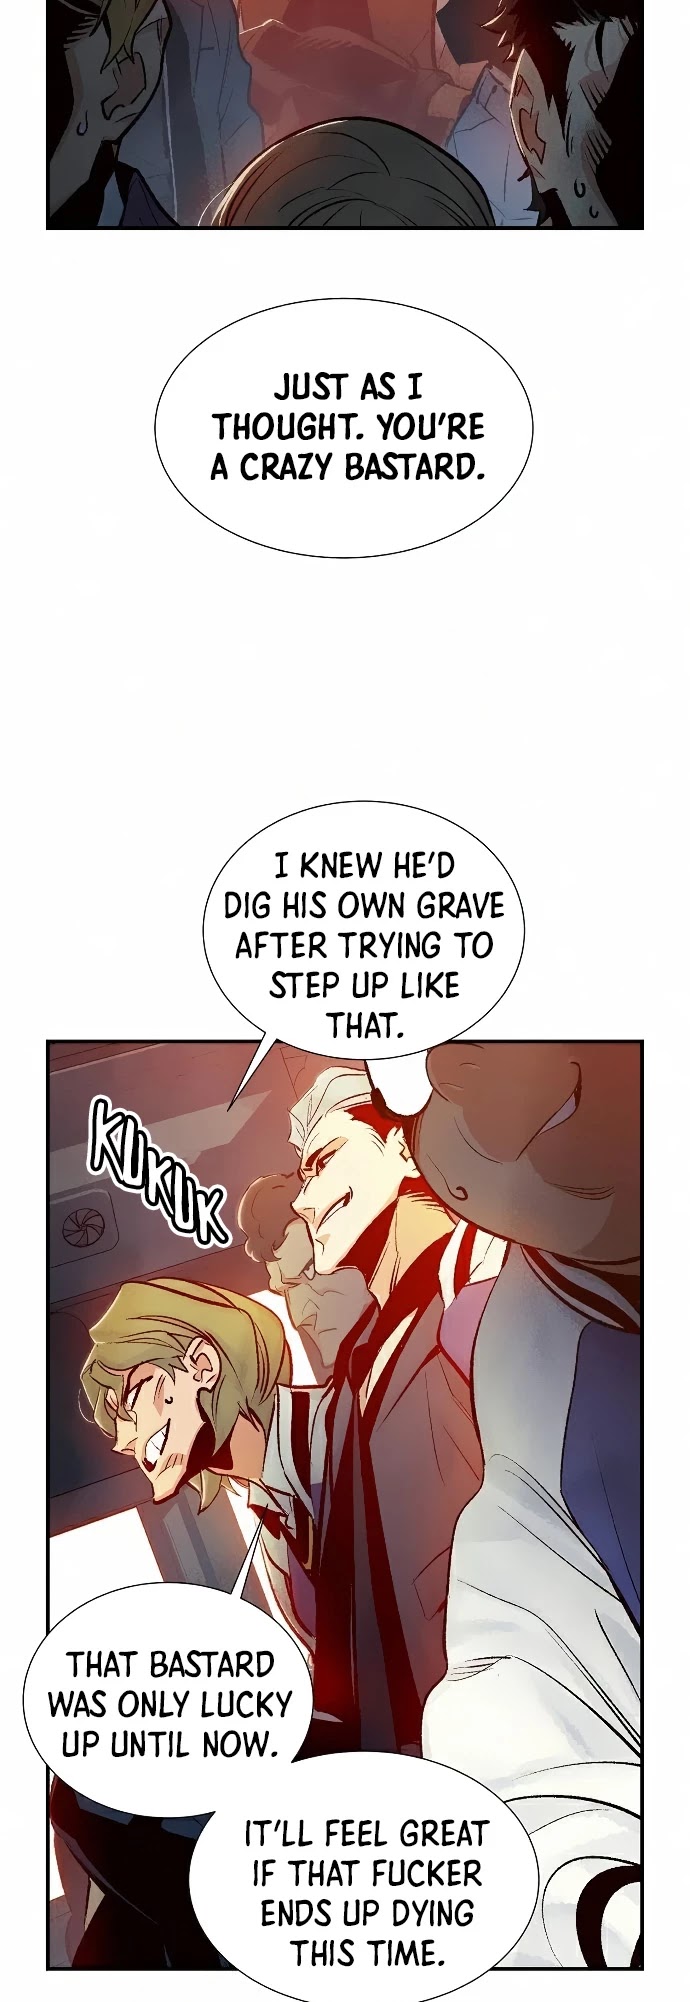 JUST AS I
THOUGHT. YOU'RE
A CRAZY BASTARD.
I KNEW HE'D
DIG HIS OWN GRAVE
AFTER TRYING TO
STEP UP LIKE
THAT.
KUKUK
THAT BASTARD
WAS ONLY LUCKY
UP UNTIL NOW.
IT'LL FEEL GREAT
IF THAT FUCKER
ENDS UP DYING
THIS TIME.